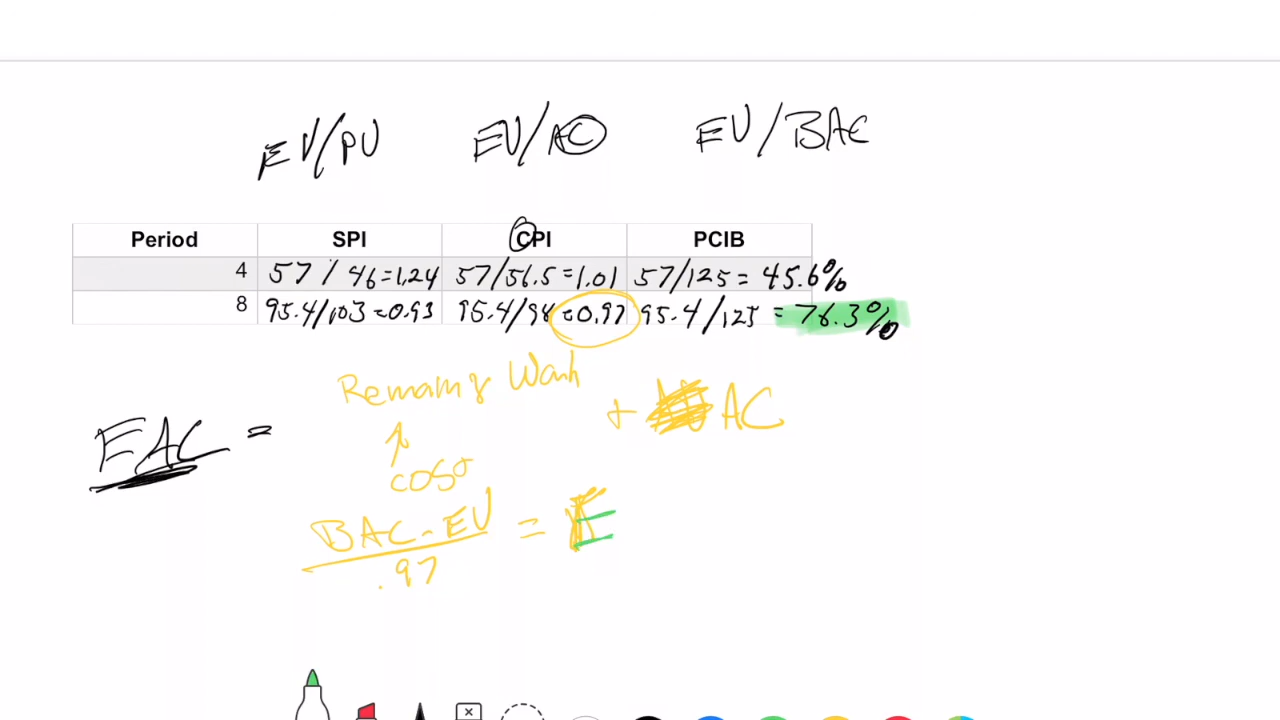 EV/PV EV/AC EV/BAC
Period SPI CPI PCIB
4 57/46=1.24 57/56.5=1.01 57/125=45.6%
8 95.4/103=0.93 95.4/98=0.97 95.4/125=76.3%
Remaing Work
EAC = + AC
cost
BAC-EV = E
.97